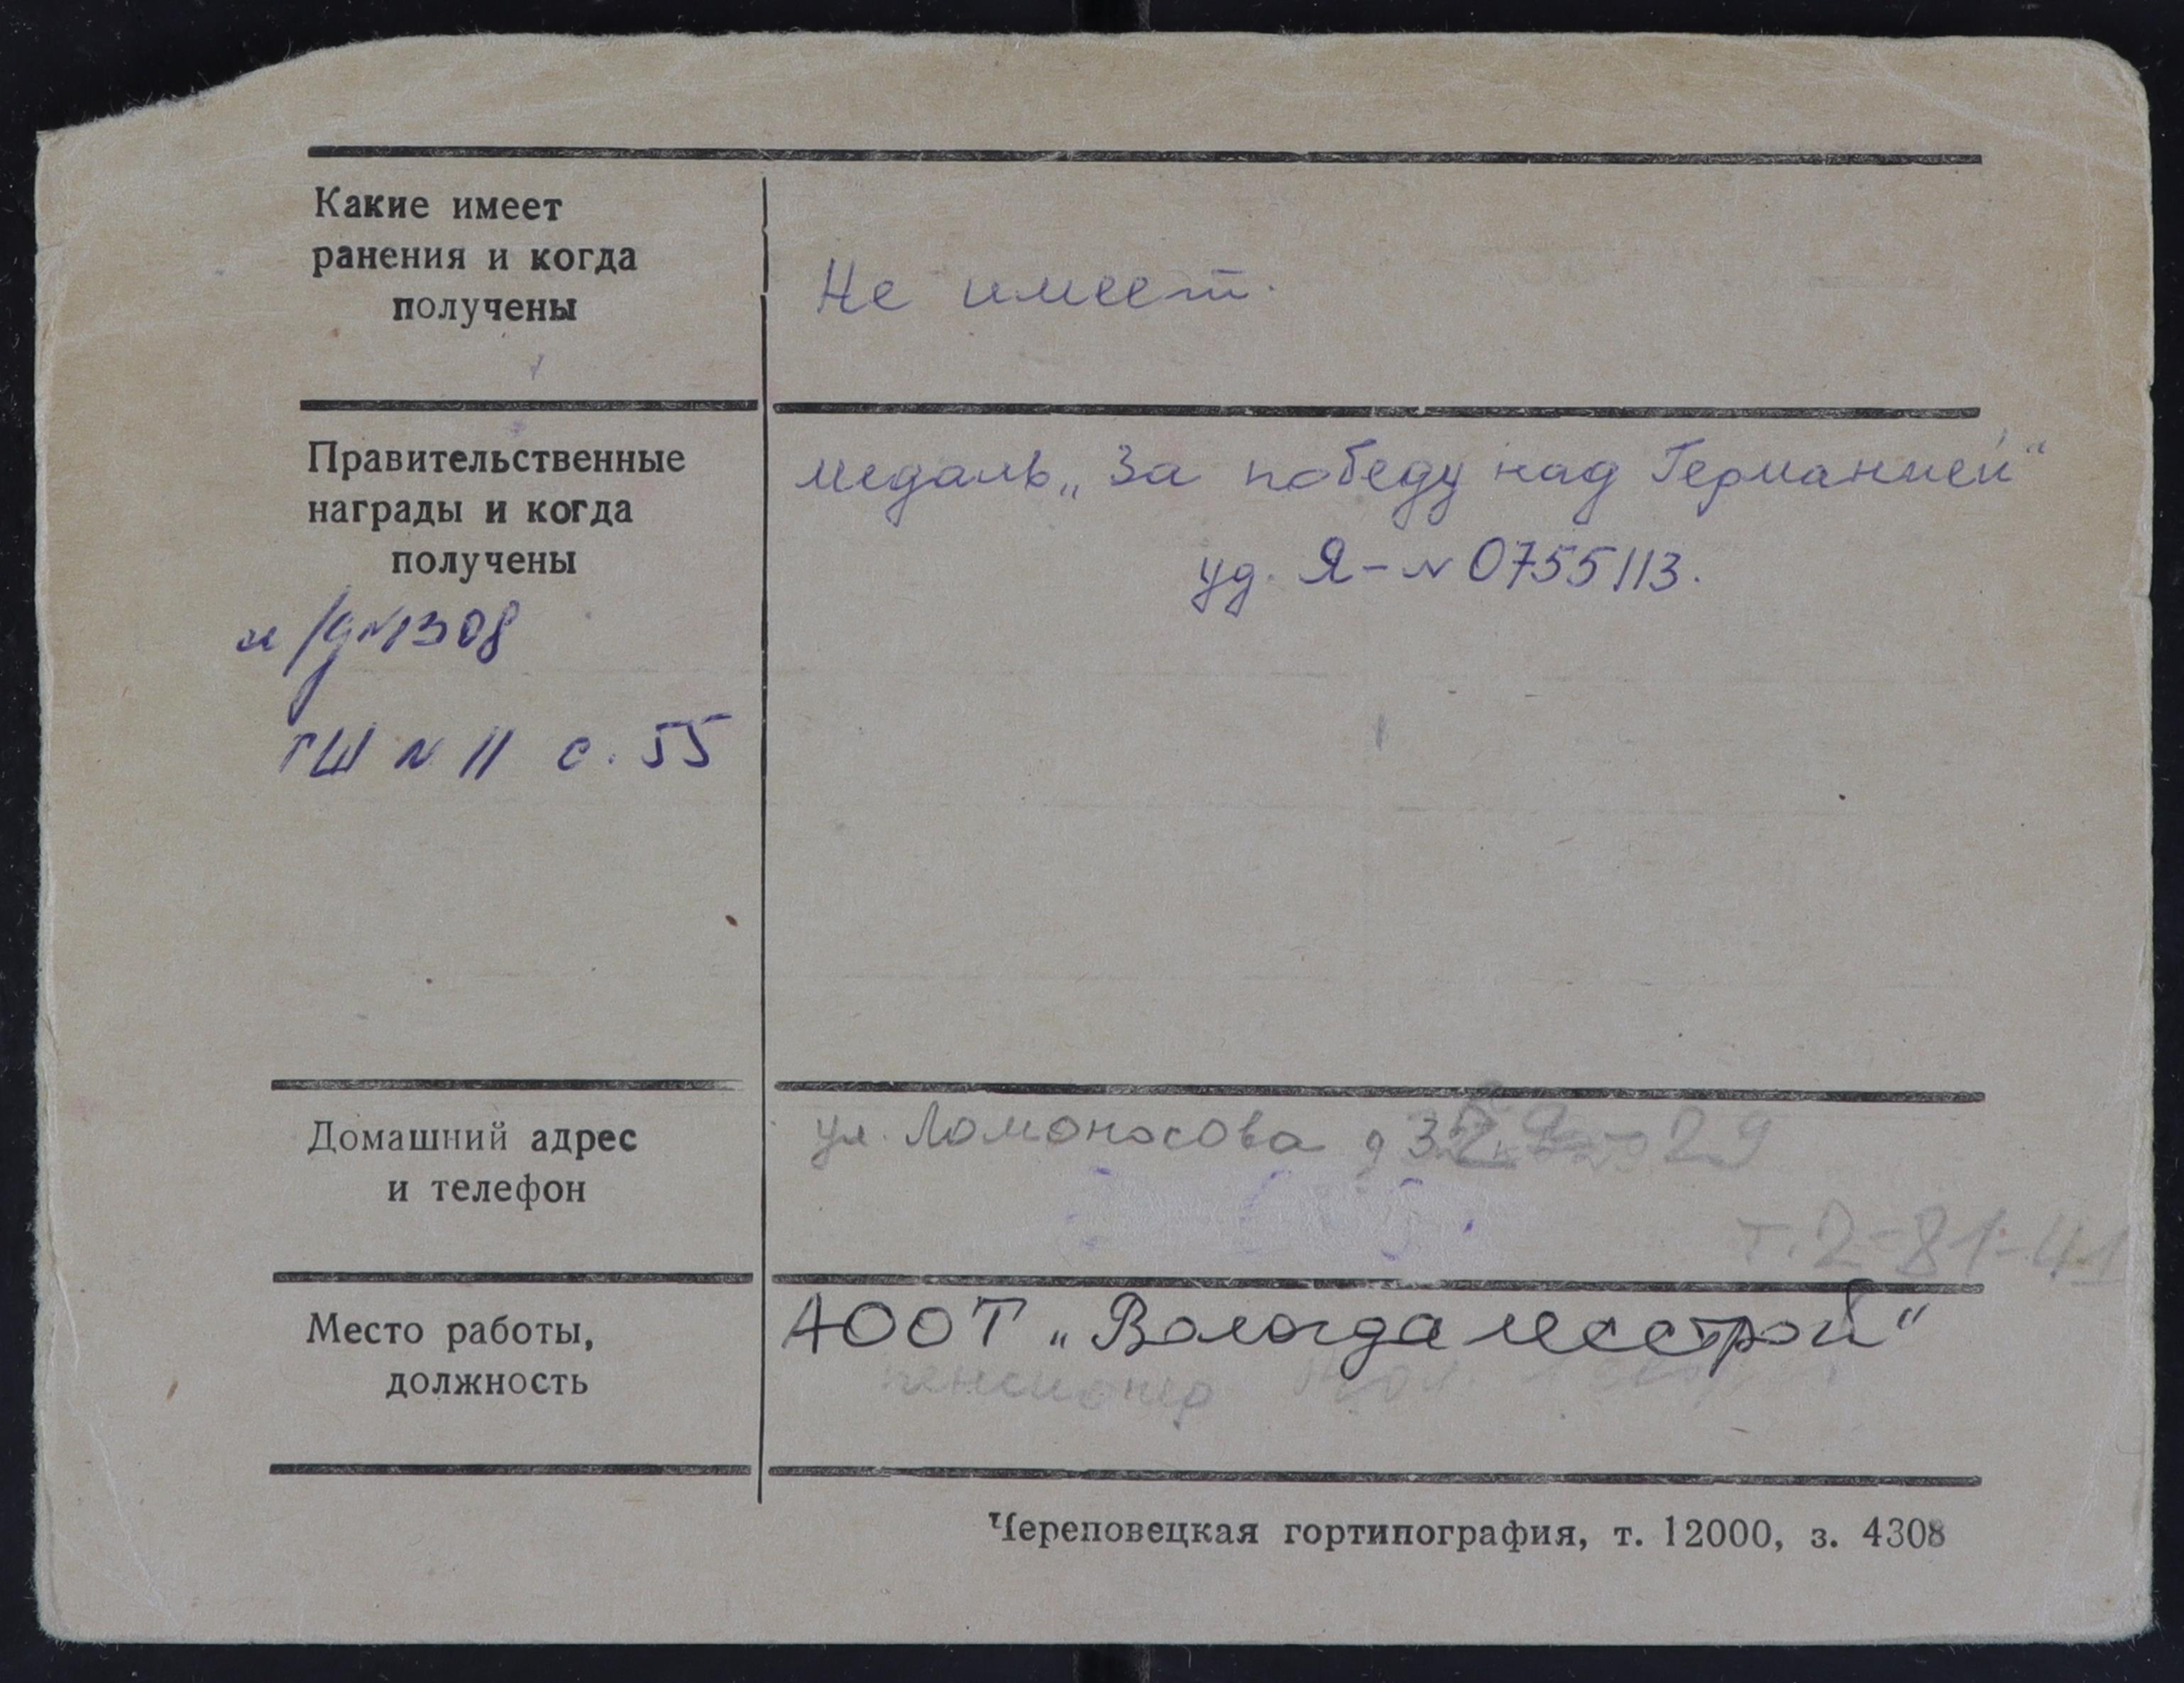 Какие имеет
ранения и когда
получены
Не имеет.
Правительственные
награды и когда
получены
медаль „За победу над Германией“
уд. Я-№ 0755113.
№1308
ГШ N 11 с. 55
Домашний адрес
и телефон
ул. Ломоносова д 32 29
т. 2-81-41
Место работы,
должность
АООТ „Вологдалесстрой“
пенсионер
Череповецкая гортипография, т. 12000, з. 4308